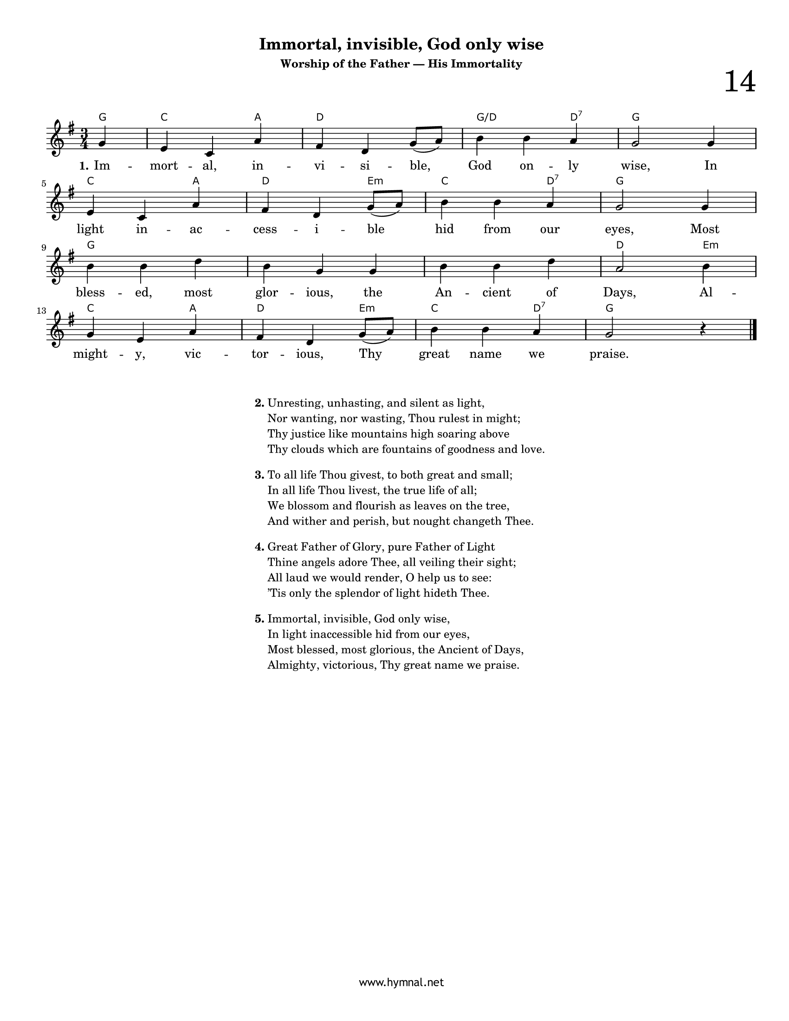 Immortal, invisible, God only wise
Worship of the Father — His Immortality
14
G C A D G/D D7 G
1. Im - mort - al, in - vi - si - ble, God on - ly wise, In
5 C A D Em C D7 G
light in - ac - cess - i - ble hid from our eyes, Most
9 G D Em
bless - ed, most glor - ious, the An - cient of Days, Al -
13 C A D Em C D7 G
might - y, vic - tor - ious, Thy great name we praise.
2. Unresting, unhasting, and silent as light,
Nor wanting, nor wasting, Thou rulest in might;
Thy justice like mountains high soaring above
Thy clouds which are fountains of goodness and love.
3. To all life Thou givest, to both great and small;
In all life Thou livest, the true life of all;
We blossom and flourish as leaves on the tree,
And wither and perish, but nought changeth Thee.
4. Great Father of Glory, pure Father of Light
Thine angels adore Thee, all veiling their sight;
All laud we would render, O help us to see:
'Tis only the splendor of light hideth Thee.
5. Immortal, invisible, God only wise,
In light inaccessible hid from our eyes,
Most blessed, most glorious, the Ancient of Days,
Almighty, victorious, Thy great name we praise.
www.hymnal.net